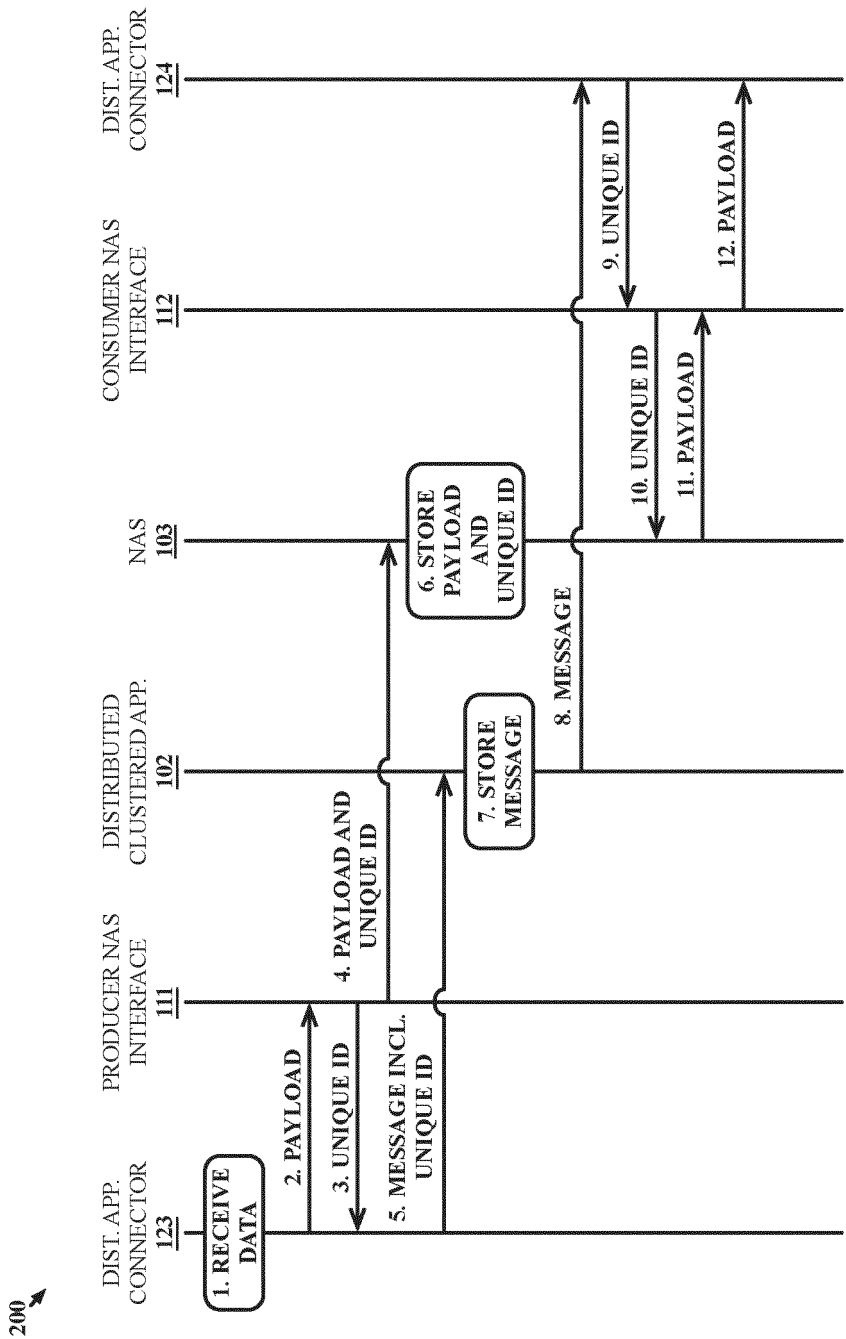 200
DIST. APP.
CONNECTOR
123
PRODUCER NAS
INTERFACE
111
DISTRIBUTED
CLUSTERED APP.
102
NAS
103
CONSUMER NAS
INTERFACE
112
DIST. APP.
CONNECTOR
124
1. RECEIVE
DATA
2. PAYLOAD
3. UNIQUE ID
4. PAYLOAD AND
UNIQUE ID
5. MESSAGE INCL.
UNIQUE ID
6. STORE
PAYLOAD
AND
UNIQUE ID
7. STORE
MESSAGE
8. MESSAGE
9. UNIQUE ID
10. UNIQUE ID
11. PAYLOAD
12. PAYLOAD